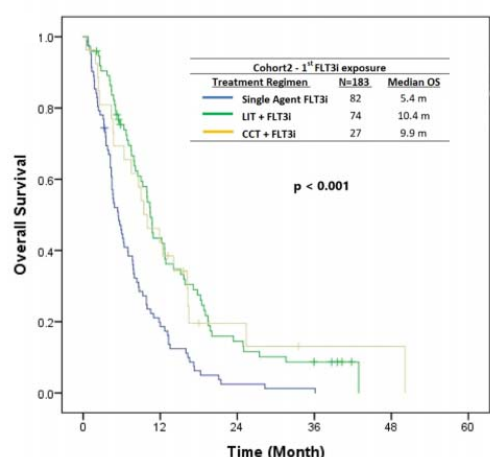 Cohort2 - 1st FLT3i exposure
Treatment Regimen N=183 Median OS
Single Agent FLT3i 82 5.4 m
LIT + FLT3i 74 10.4 m
CCT + FLT3i 27 9.9 m
p < 0.001
Overall Survival
1.0
0.8
0.6
0.4
0.2
0.0
0 12 24 36 48 60
Time (Month)